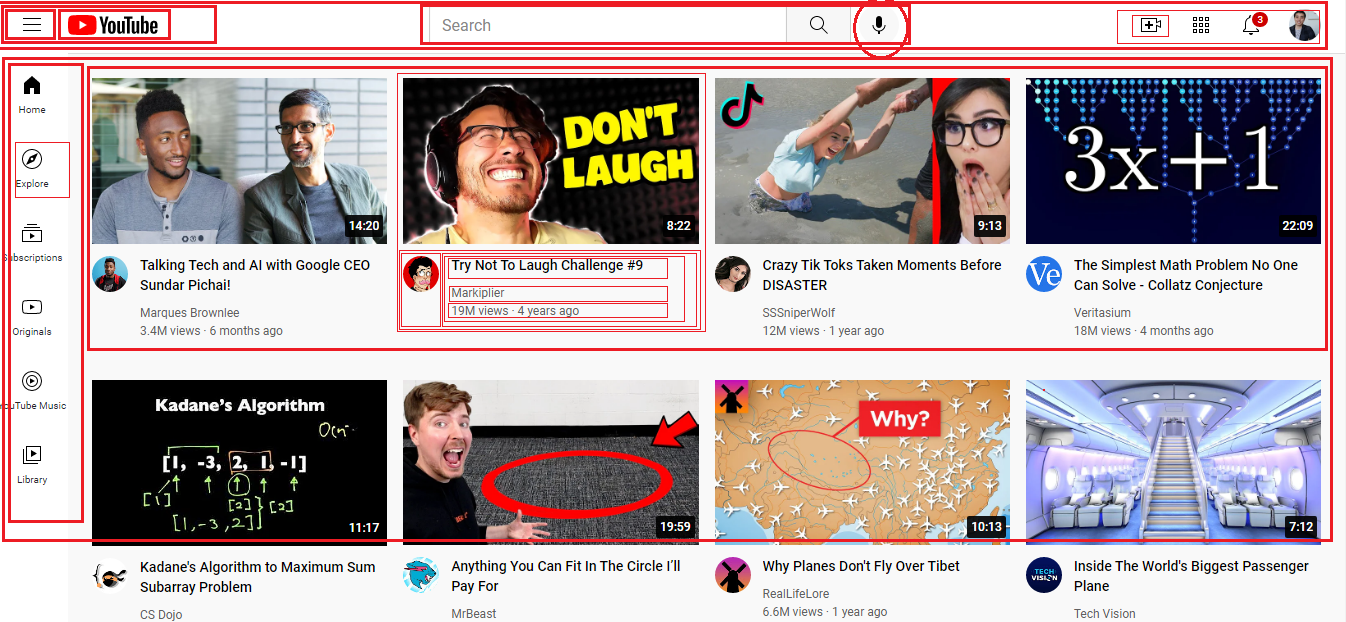 YouTube
Search
3
Home
Explore
Subscriptions
Originals
YouTube Music
Library
14:20
Talking Tech and AI with Google CEO
Sundar Pichai!
Marques Brownlee
3.4M views · 6 months ago
DON'T
LAUGH
8:22
Try Not To Laugh Challenge #9
Markiplier
19M views · 4 years ago
9:13
Crazy Tik Toks Taken Moments Before
DISASTER
SSSniperWolf
12M views · 1 year ago
3x+1
22:09
Ve
The Simplest Math Problem No One
Can Solve - Collatz Conjecture
Veritasium
18M views · 4 months ago
Kadane's Algorithm
[1, -3, 2, 1, -1]
[1]
[2]
[2]
[1, -3, 2]
11:17
Kadane's Algorithm to Maximum Sum
Subarray Problem
CS Dojo
19:59
Anything You Can Fit In The Circle I'll
Pay For
MrBeast
Why?
10:13
Why Planes Don't Fly Over Tibet
RealLifeLore
6.6M views · 1 year ago
7:12
TECH
VISION
Inside The World's Biggest Passenger
Plane
Tech Vision